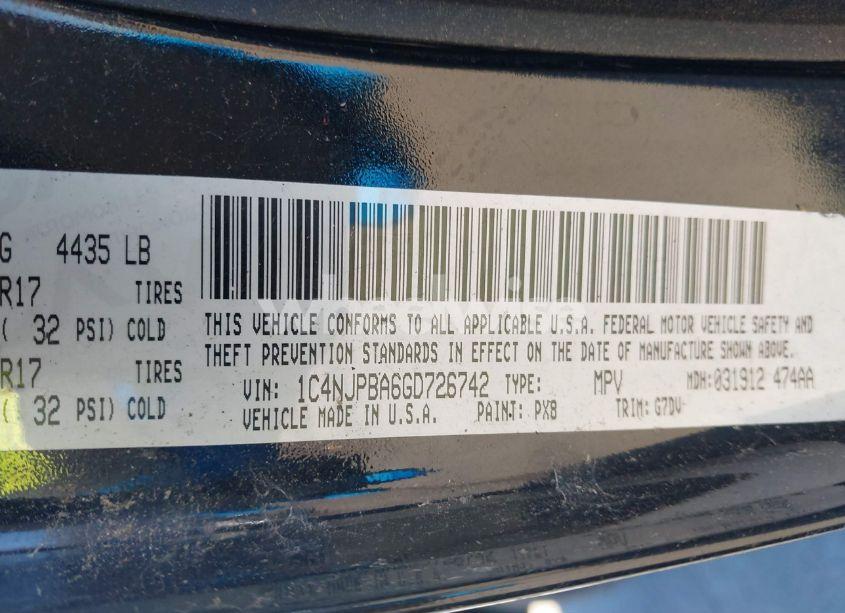 G 4435 LB
R17 TIRES
( 32 PSI) COLD
R17 TIRES
( 32 PSI) COLD
THIS VEHICLE CONFORMS TO ALL APPLICABLE U.S.A. FEDERAL MOTOR VEHICLE SAFETY AND
THEFT PREVENTION STANDARDS IN EFFECT ON THE DATE OF MANUFACTURE SHOWN ABOVE.
VIN: 1C4NJPBA6GD726742 TYPE: MPV MDH:031912 474AA
VEHICLE MADE IN U.S.A. PAINT: PX8 TRIM: G7DV